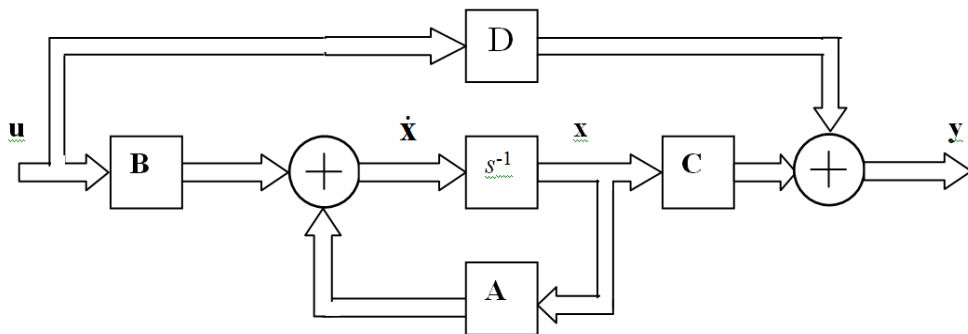 D
u ẋ x y
B + s⁻¹ C +
A